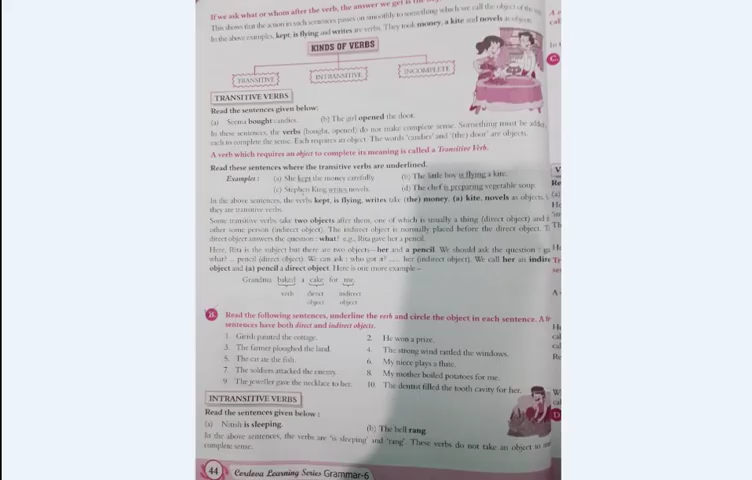 If we ask what or whom after the verb, the answer we get is the
This shows that the action in such sentences passes on smoothly to something which we call the object of the
In the above examples, kept, is flying and writes are verbs. They took money, a kite and novels as objects.
KINDS OF VERBS
TRANSITIVE INTRANSITIVE INCOMPLETE
TRANSITIVE VERBS
Read the sentences given below:
(a) Seema bought candies. (b) The girl opened the door.
In these sentences, the verbs (bought, opened) do not make complete sense. Something must be added
each to complete the sense. Each requires an object. The words 'candies' and '(the) door' are objects.
A verb which requires an object to complete its meaning is called a Transitive Verb.
Read these sentences where the transitive verbs are underlined.
Examples : (a) She kept the money carefully. (b) The little boy is flying a kite.
(c) Stephen King writes novels. (d) The chef is preparing vegetable soup.
In the above sentences, the verbs kept, is flying, writes take (the) money, (a) kite, novels as objects,
they are transitive verbs.
Some transitive verbs take two objects after them, one of which is usually a thing (direct object) and
other some person (indirect object). The indirect object is normally placed before the direct object. T
direct object answers the question : what? e.g., Rita gave her a pencil.
Here, Rita is the subject but there are two objects—her and a pencil. We should ask the question :
what? ... pencil (direct object). We can ask : who got it? ..... her (indirect object). We call her an indire
object and (a) pencil a direct object. Here is one more example –
Grandma baked a cake for me.
verb direct indirect
object object
B. Read the following sentences, underline the verb and circle the object in each sentence. A fe
sentences have both direct and indirect objects.
1. Girish painted the cottage. 2. He won a prize.
3. The farmer ploughed the land. 4. The strong wind rattled the windows.
5. The cat ate the fish. 6. My niece plays a flute.
7. The soldiers attacked the enemy. 8. My mother boiled potatoes for me.
9. The jeweller gave the necklace to her. 10. The dentist filled the tooth cavity for her.
INTRANSITIVE VERBS
Read the sentences given below :
(a) Nitish is sleeping. (b) The bell rang.
In the above sentences, the verbs are 'is sleeping' and 'rang'. These verbs do not take an object to
complete sense.
44 Cordova Learning Series Grammar-6